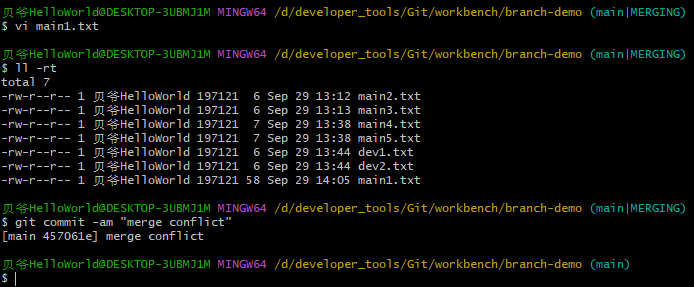 贝爷HelloWorld@DESKTOP-3UBMJ1M MINGW64 /d/developer_tools/Git/workbench/branch-demo (main|MERGING)
$ vi main1.txt
贝爷HelloWorld@DESKTOP-3UBMJ1M MINGW64 /d/developer_tools/Git/workbench/branch-demo (main|MERGING)
$ ll -rt
total 7
-rw-r--r-- 1 贝爷HelloWorld 197121  6 Sep 29 13:12 main2.txt
-rw-r--r-- 1 贝爷HelloWorld 197121  6 Sep 29 13:13 main3.txt
-rw-r--r-- 1 贝爷HelloWorld 197121  7 Sep 29 13:38 main4.txt
-rw-r--r-- 1 贝爷HelloWorld 197121  7 Sep 29 13:38 main5.txt
-rw-r--r-- 1 贝爷HelloWorld 197121  6 Sep 29 13:44 dev1.txt
-rw-r--r-- 1 贝爷HelloWorld 197121  6 Sep 29 13:44 dev2.txt
-rw-r--r-- 1 贝爷HelloWorld 197121 58 Sep 29 14:05 main1.txt
贝爷HelloWorld@DESKTOP-3UBMJ1M MINGW64 /d/developer_tools/Git/workbench/branch-demo (main|MERGING)
$ git commit -am "merge conflict"
[main 457061e] merge conflict
贝爷HelloWorld@DESKTOP-3UBMJ1M MINGW64 /d/developer_tools/Git/workbench/branch-demo (main)
$